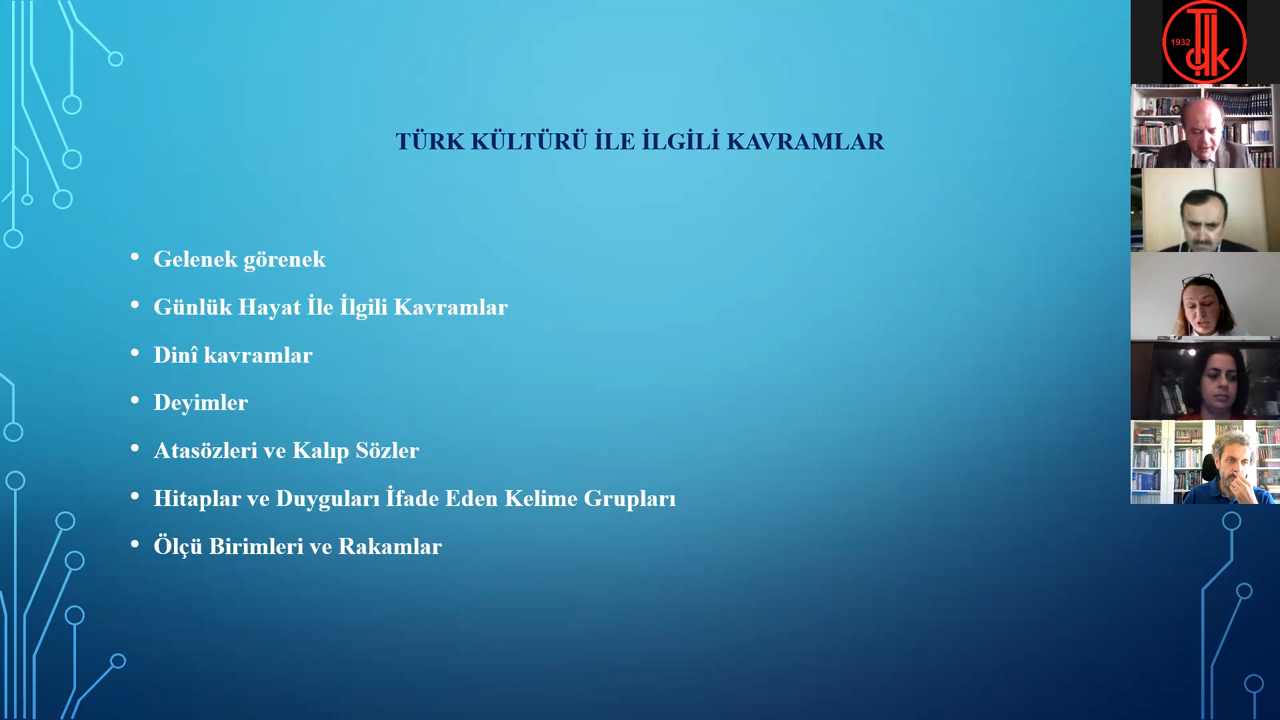 TÜRK KÜLTÜRÜ İLE İLGİLİ KAVRAMLAR
• Gelenek görenek
• Günlük Hayat İle İlgili Kavramlar
• Dinî kavramlar
• Deyimler
• Atasözleri ve Kalıp Sözler
• Hitaplar ve Duyguları İfade Eden Kelime Grupları
• Ölçü Birimleri ve Rakamlar
1932
Tdk